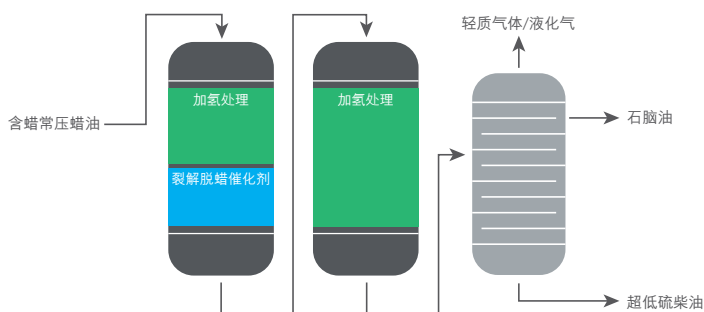 轻质气体/液化气
加氢处理
加氢处理
含蜡常压蜡油
石脑油
裂解脱蜡催化剂
超低硫柴油